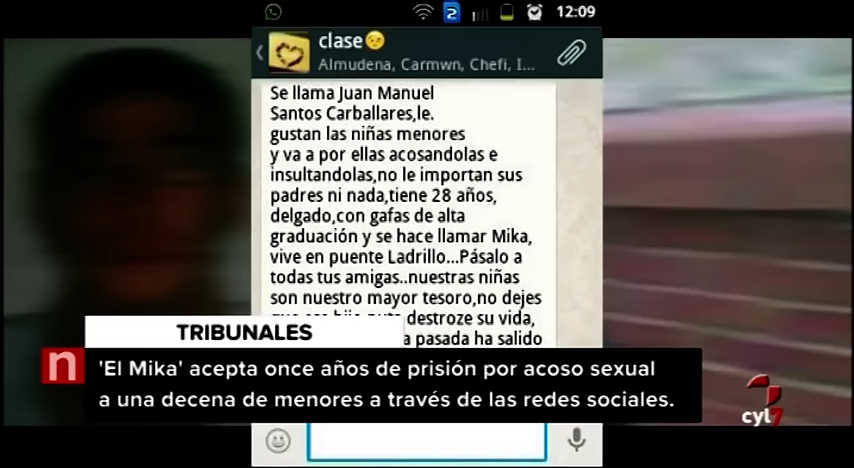 12:09
clase
Almudena, Carmwn, Chefi, I...
Se llama Juan Manuel
Santos Carballares,le.
gustan las niñas menores
y va a por ellas acosandolas e
insultandolas,no le importan sus
padres ni nada,tiene 28 años,
delgado,con gafas de alta
graduación y se hace llamar Mika,
vive en puente Ladrillo...Pásalo a
todas tus amigas..nuestras niñas
son nuestro mayor tesoro,no dejes
destroze su vida,
a pasada ha salido
TRIBUNALES
n
'El Mika' acepta once años de prisión por acoso sexual
a una decena de menores a través de las redes sociales.
cyl7